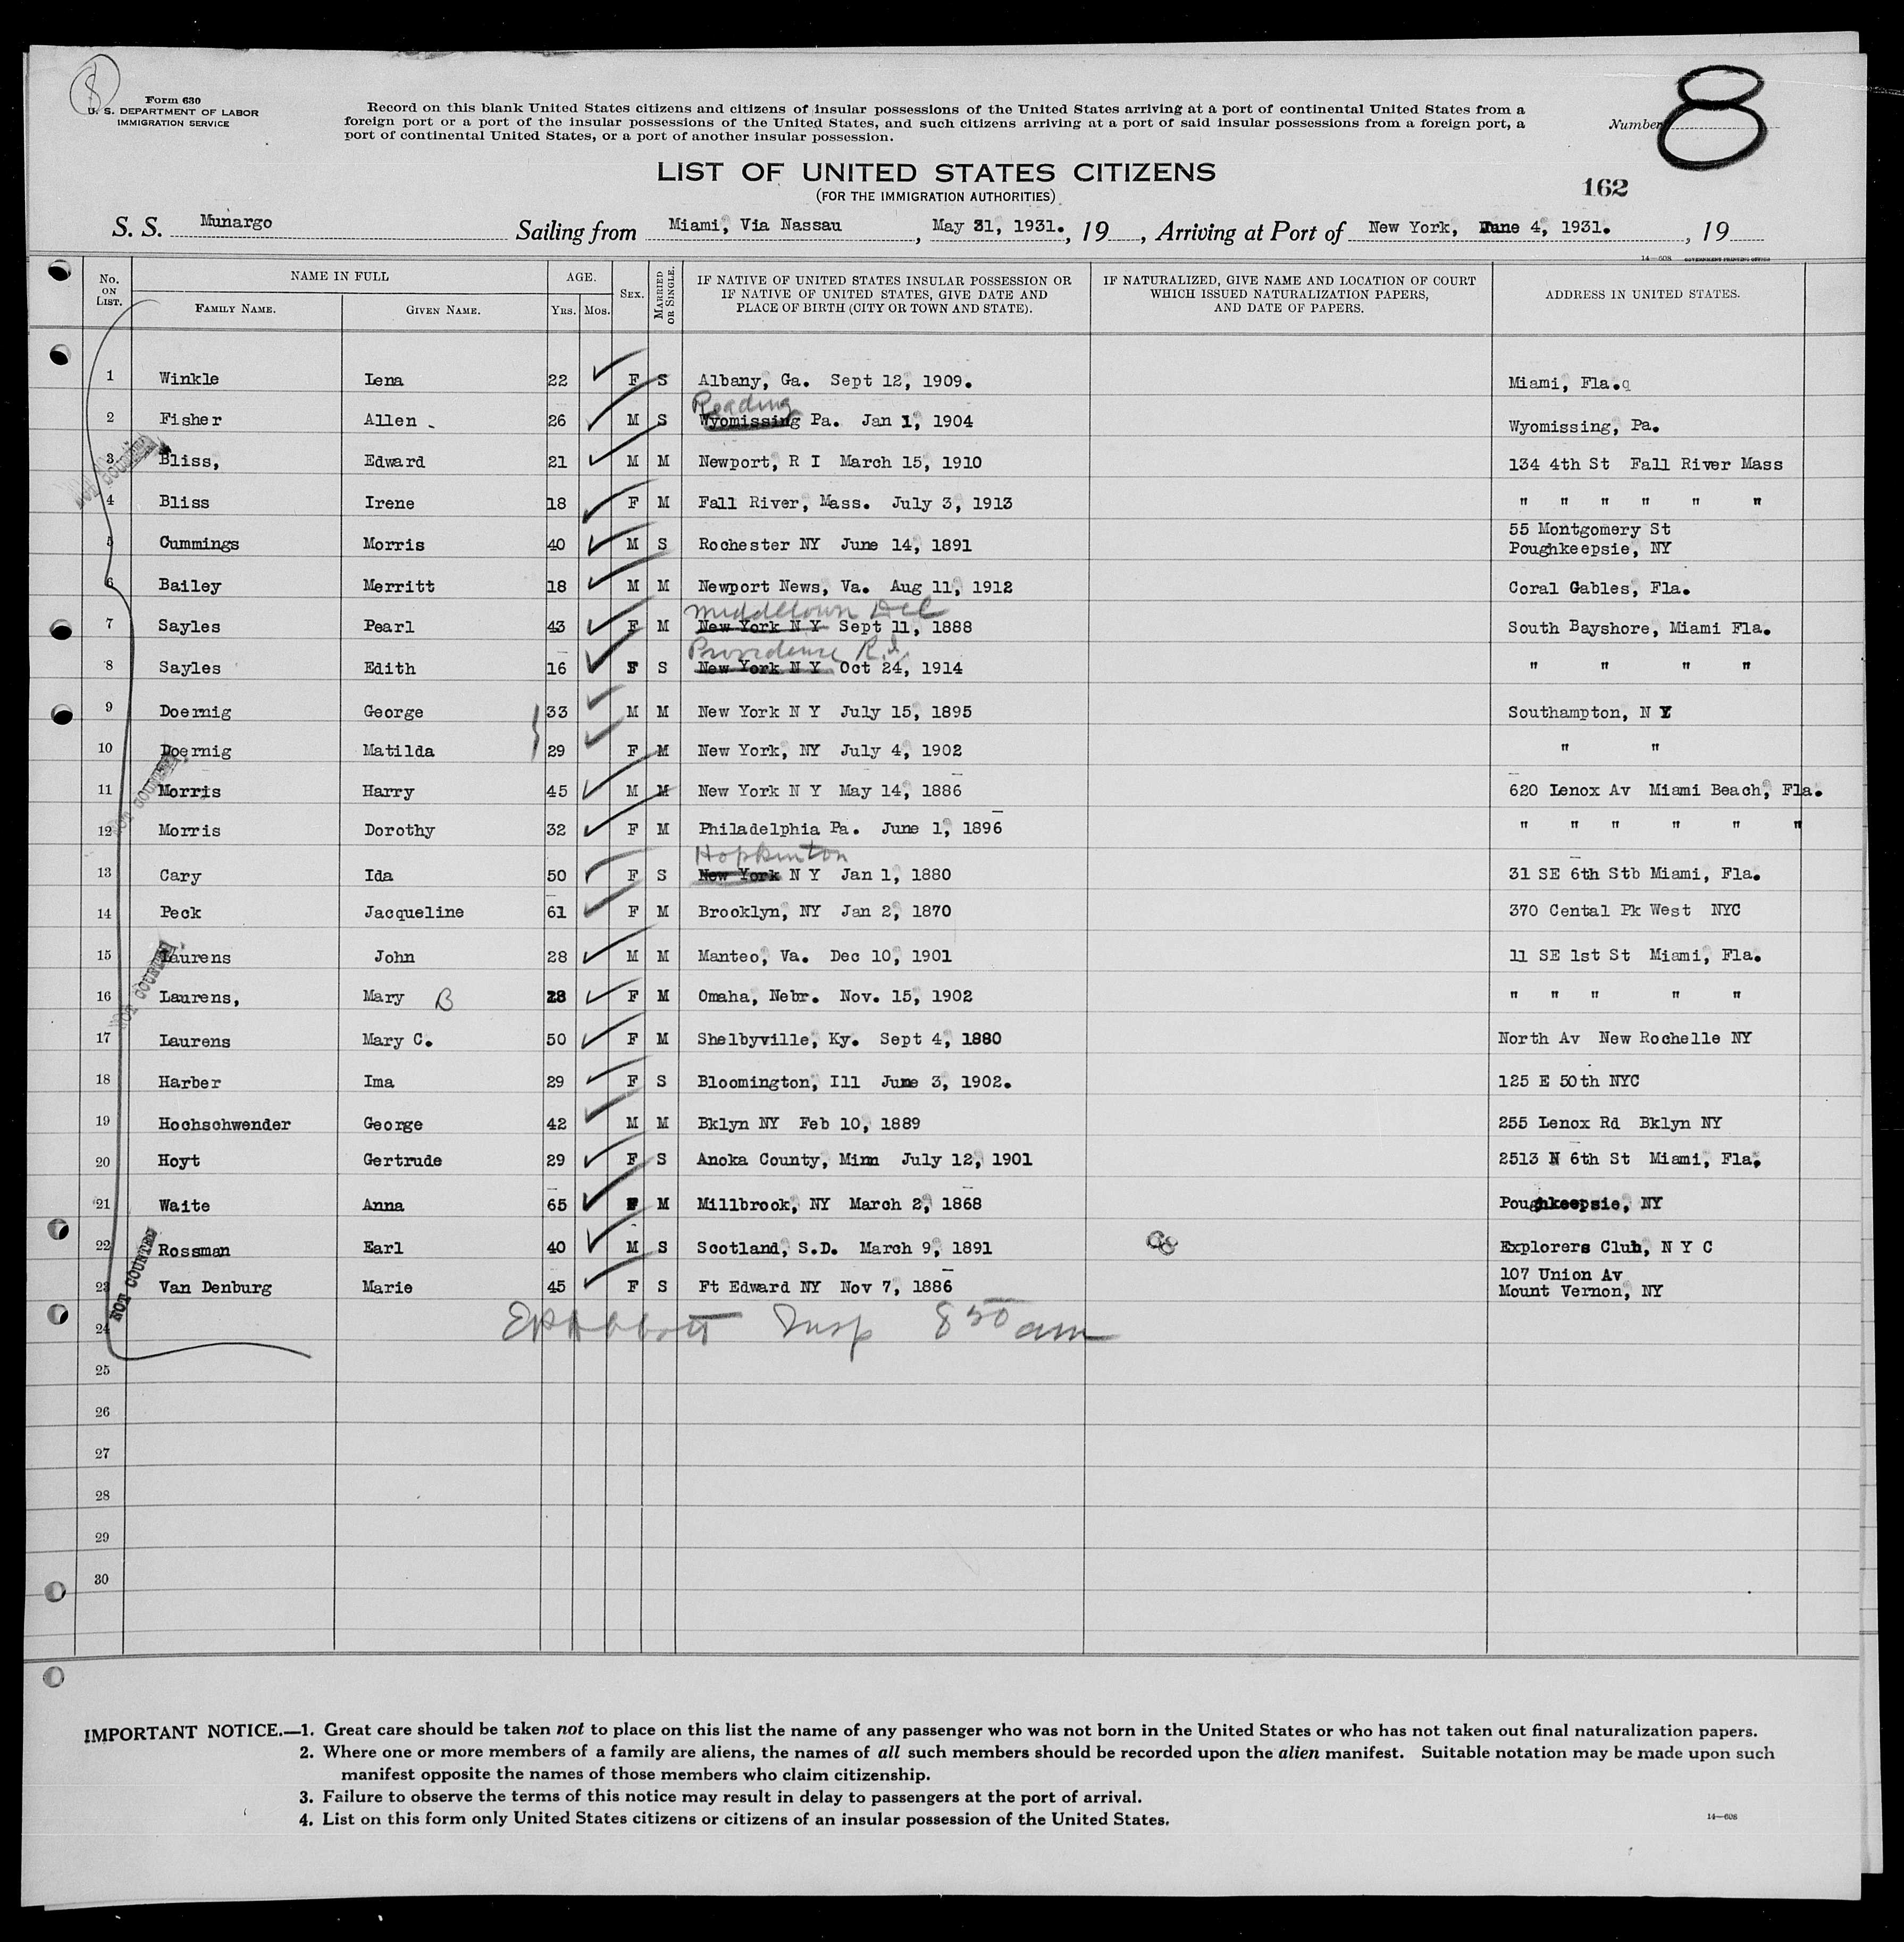 8
Form 630
U. S. DEPARTMENT OF LABOR
IMMIGRATION SERVICE
Record on this blank United States citizens and citizens of insular possessions of the United States arriving at a port of continental United States from a
foreign port or a port of the insular possessions of the United States, and such citizens arriving at a port of said insular possessions from a foreign port, a
port of continental United States, or a port of another insular possession.
Number 8
LIST OF UNITED STATES CITIZENS
(FOR THE IMMIGRATION AUTHORITIES)
162
S. S. Munargo Sailing from Miami, Via Nassau, May 31, 1931., 19, Arriving at Port of New York, June 4, 1931., 19
14—608 GOVERNMENT PRINTING OFFICE
No. ON LIST. NAME IN FULL FAMILY NAME. GIVEN NAME. AGE. YRS. MOS. SEX. MARRIED OR SINGLE. IF NATIVE OF UNITED STATES INSULAR POSSESSION OR IF NATIVE OF UNITED STATES, GIVE DATE AND PLACE OF BIRTH (CITY OR TOWN AND STATE). IF NATURALIZED, GIVE NAME AND LOCATION OF COURT WHICH ISSUED NATURALIZATION PAPERS, AND DATE OF PAPERS. ADDRESS IN UNITED STATES.
1 Winkle Lena 22 F S Albany, Ga. Sept 12, 1909. Miami, Fla.q
Reading
2 Fisher Allen 26 M S Wyomissing Pa. Jan 1, 1904 Wyomissing, Pa.
NOT COUNTED
3 Bliss, Edward 21 M M Newport, R I March 15, 1910 134 4th St Fall River Mass
4 Bliss Irene 18 F M Fall River, Mass. July 3, 1913 " " " " " "
5 Cummings Morris 40 M S Rochester NY June 14, 1891 55 Montgomery St
Poughkeepsie, NY
6 Bailey Merritt 18 M M Newport News, Va. Aug 11, 1912 Coral Gables, Fla.
Middletown Del
7 Sayles Pearl 43 F M New York N Y Sept 11, 1888 South Bayshore, Miami Fla.
Providence R.I.
8 Sayles Edith 16 F S New York N Y Oct 24, 1914 " " " "
9 Doernig George 33 M M New York N Y July 15, 1895 Southampton, N Y
10 Doernig Matilda 29 F M New York, NY July 4, 1902 " "
NOT COUNTED
11 Morris Harry 45 M M New York N Y May 14, 1886 620 Lenox Av Miami Beach, Fla.
12 Morris Dorothy 32 F M Philadelphia Pa. June 1, 1896 " " " " " "
Hopkinton
13 Cary Ida 50 F S New York N Y Jan 1, 1880 31 SE 6th Stb Miami, Fla.
14 Peck Jacqueline 61 F M Brooklyn, NY Jan 2, 1870 370 Cental Pk West NYC
NOT COUNTED
15 Laurens John 28 M M Manteo, Va. Dec 10, 1901 11 SE 1st St Miami, Fla.
16 Laurens, Mary B 28 F M Omaha, Nebr. Nov. 15, 1902 " " " " "
17 Laurens Mary C. 50 F M Shelbyville, Ky. Sept 4, 1880 North Av New Rochelle NY
18 Harber Ima 29 F S Bloomington, Ill June 3, 1902. 125 E 50th NYC
19 Hochschwender George 42 M M Bklyn NY Feb 10, 1889 255 Lenox Rd Bklyn NY
20 Hoyt Gertrude 29 F S Anoka County, Minn July 12, 1901 2513 N 6th St Miami, Fla.
21 Waite Anna 65 F M Millbrook, NY March 2, 1868 Poughkeepsie, NY
NOT COUNTED
22 Rossman Earl 40 M S Scotland, S.D. March 9, 1891 Explorers Club, N Y C
23 Van Denburg Marie 45 F S Ft Edward NY Nov 7, 1886 107 Union Av
Mount Vernon, NY
24 Abbott Insp 8 50 am
25
26
27
28
29
30
IMPORTANT NOTICE.—1. Great care should be taken not to place on this list the name of any passenger who was not born in the United States or who has not taken out final naturalization papers.
2. Where one or more members of a family are aliens, the names of all such members should be recorded upon the alien manifest. Suitable notation may be made upon such
manifest opposite the names of those members who claim citizenship.
3. Failure to observe the terms of this notice may result in delay to passengers at the port of arrival.
4. List on this form only United States citizens or citizens of an insular possession of the United States.
14—608